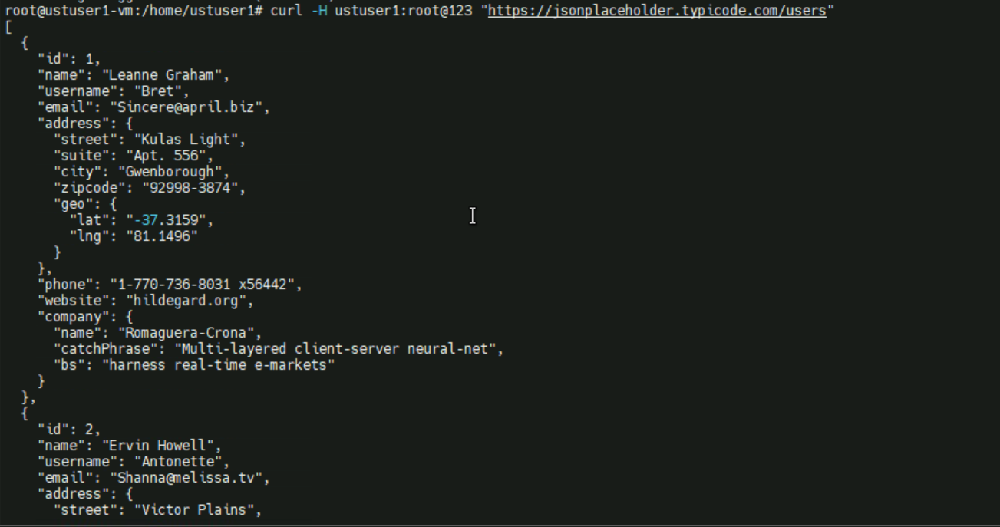 root@ustuser1-vm:/home/ustuser1# curl -H ustuser1:root@123 "https://jsonplaceholder.typicode.com/users"
[
  {
    "id": 1,
    "name": "Leanne Graham",
    "username": "Bret",
    "email": "Sincere@april.biz",
    "address": {
      "street": "Kulas Light",
      "suite": "Apt. 556",
      "city": "Gwenborough",
      "zipcode": "92998-3874",
      "geo": {
        "lat": "-37.3159",
        "lng": "81.1496"
      }
    },
    "phone": "1-770-736-8031 x56442",
    "website": "hildegard.org",
    "company": {
      "name": "Romaguera-Crona",
      "catchPhrase": "Multi-layered client-server neural-net",
      "bs": "harness real-time e-markets"
    }
  },
  {
    "id": 2,
    "name": "Ervin Howell",
    "username": "Antonette",
    "email": "Shanna@melissa.tv",
    "address": {
      "street": "Victor Plains",